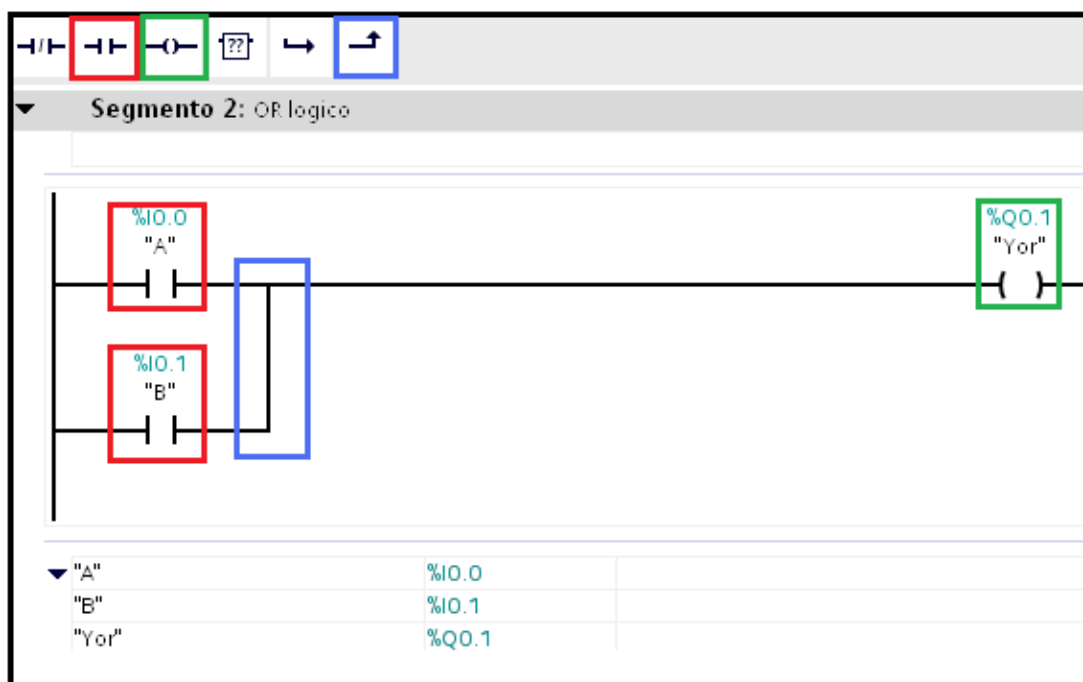 ??
Segmento 2: OR logico
%I0.0
"A"
%Q0.1
"Yor"
%I0.1
"B"
"A" %I0.0
"B" %I0.1
"Yor" %Q0.1